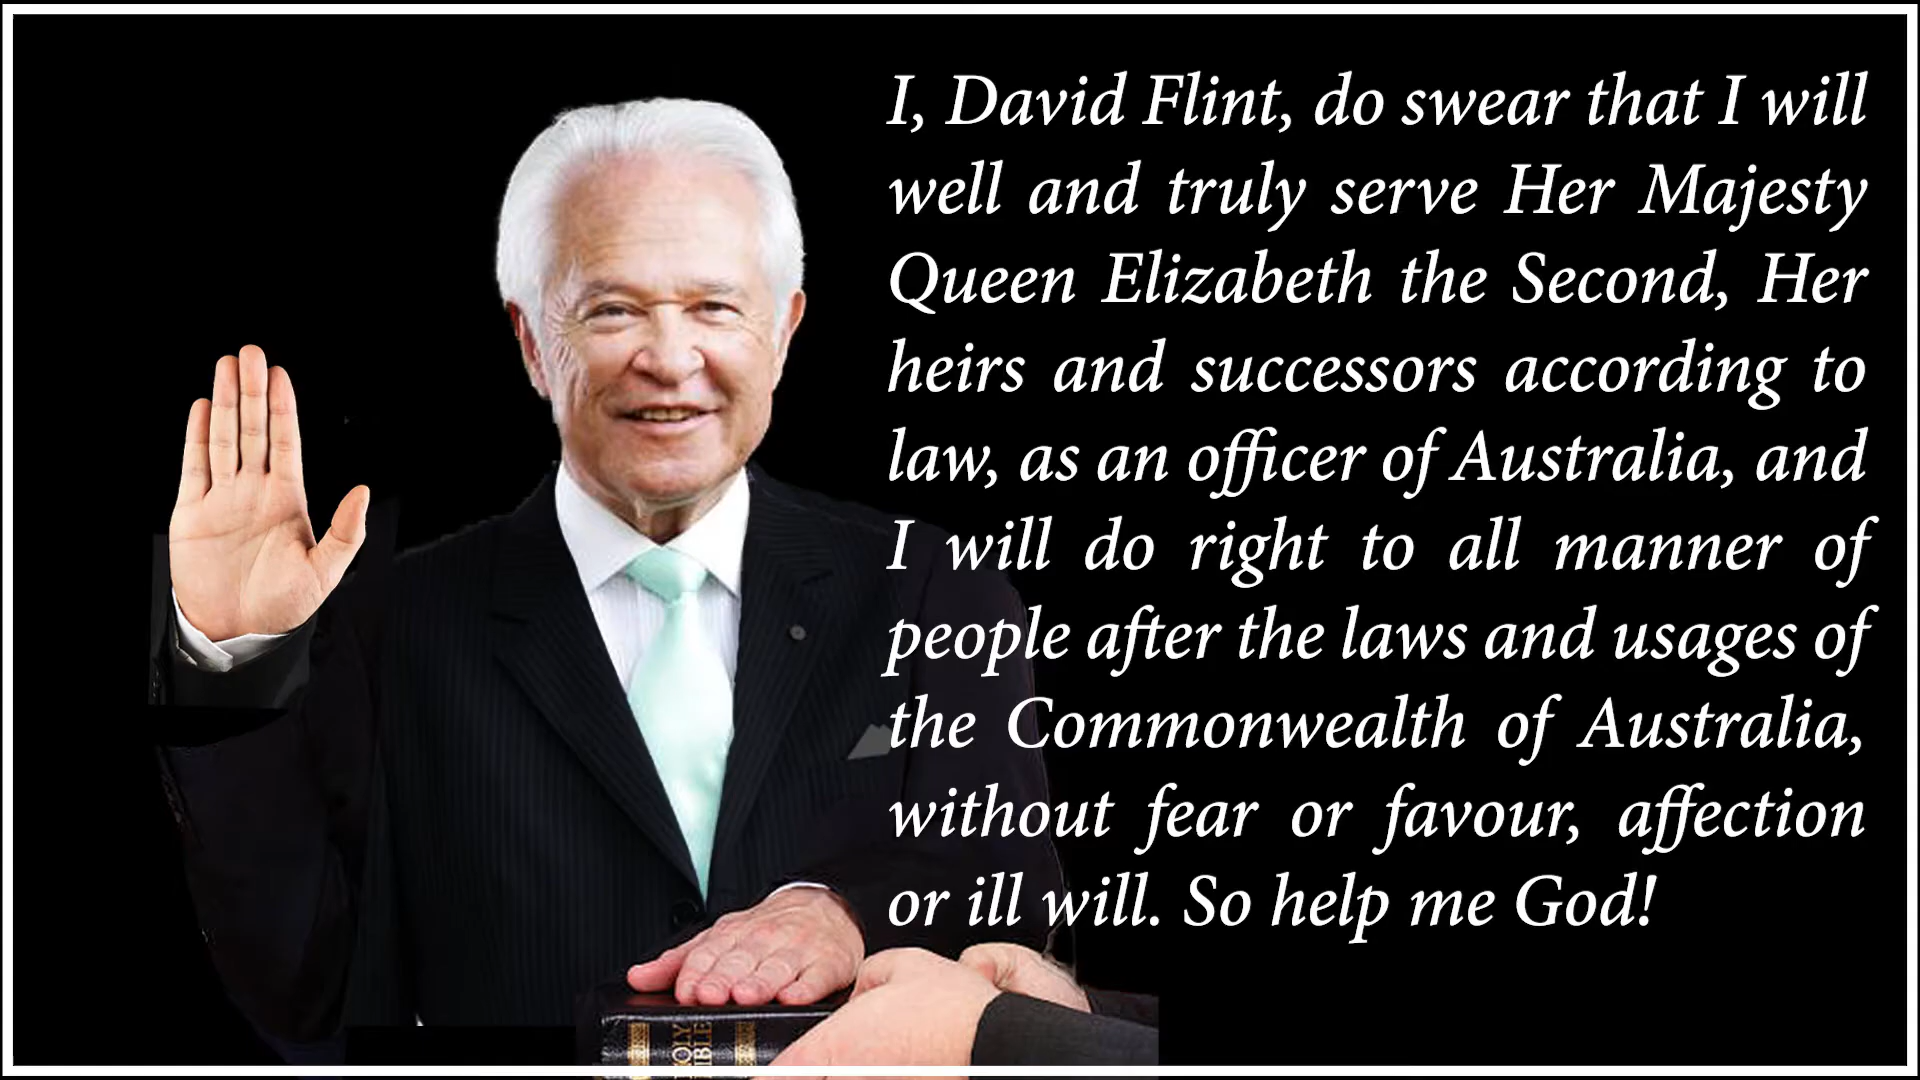 I, David Flint, do swear that I will
well and truly serve Her Majesty
Queen Elizabeth the Second, Her
heirs and successors according to
law, as an officer of Australia, and
I will do right to all manner of
people after the laws and usages of
the Commonwealth of Australia,
without fear or favour, affection
or ill will. So help me God!
HOLY
BIBLE